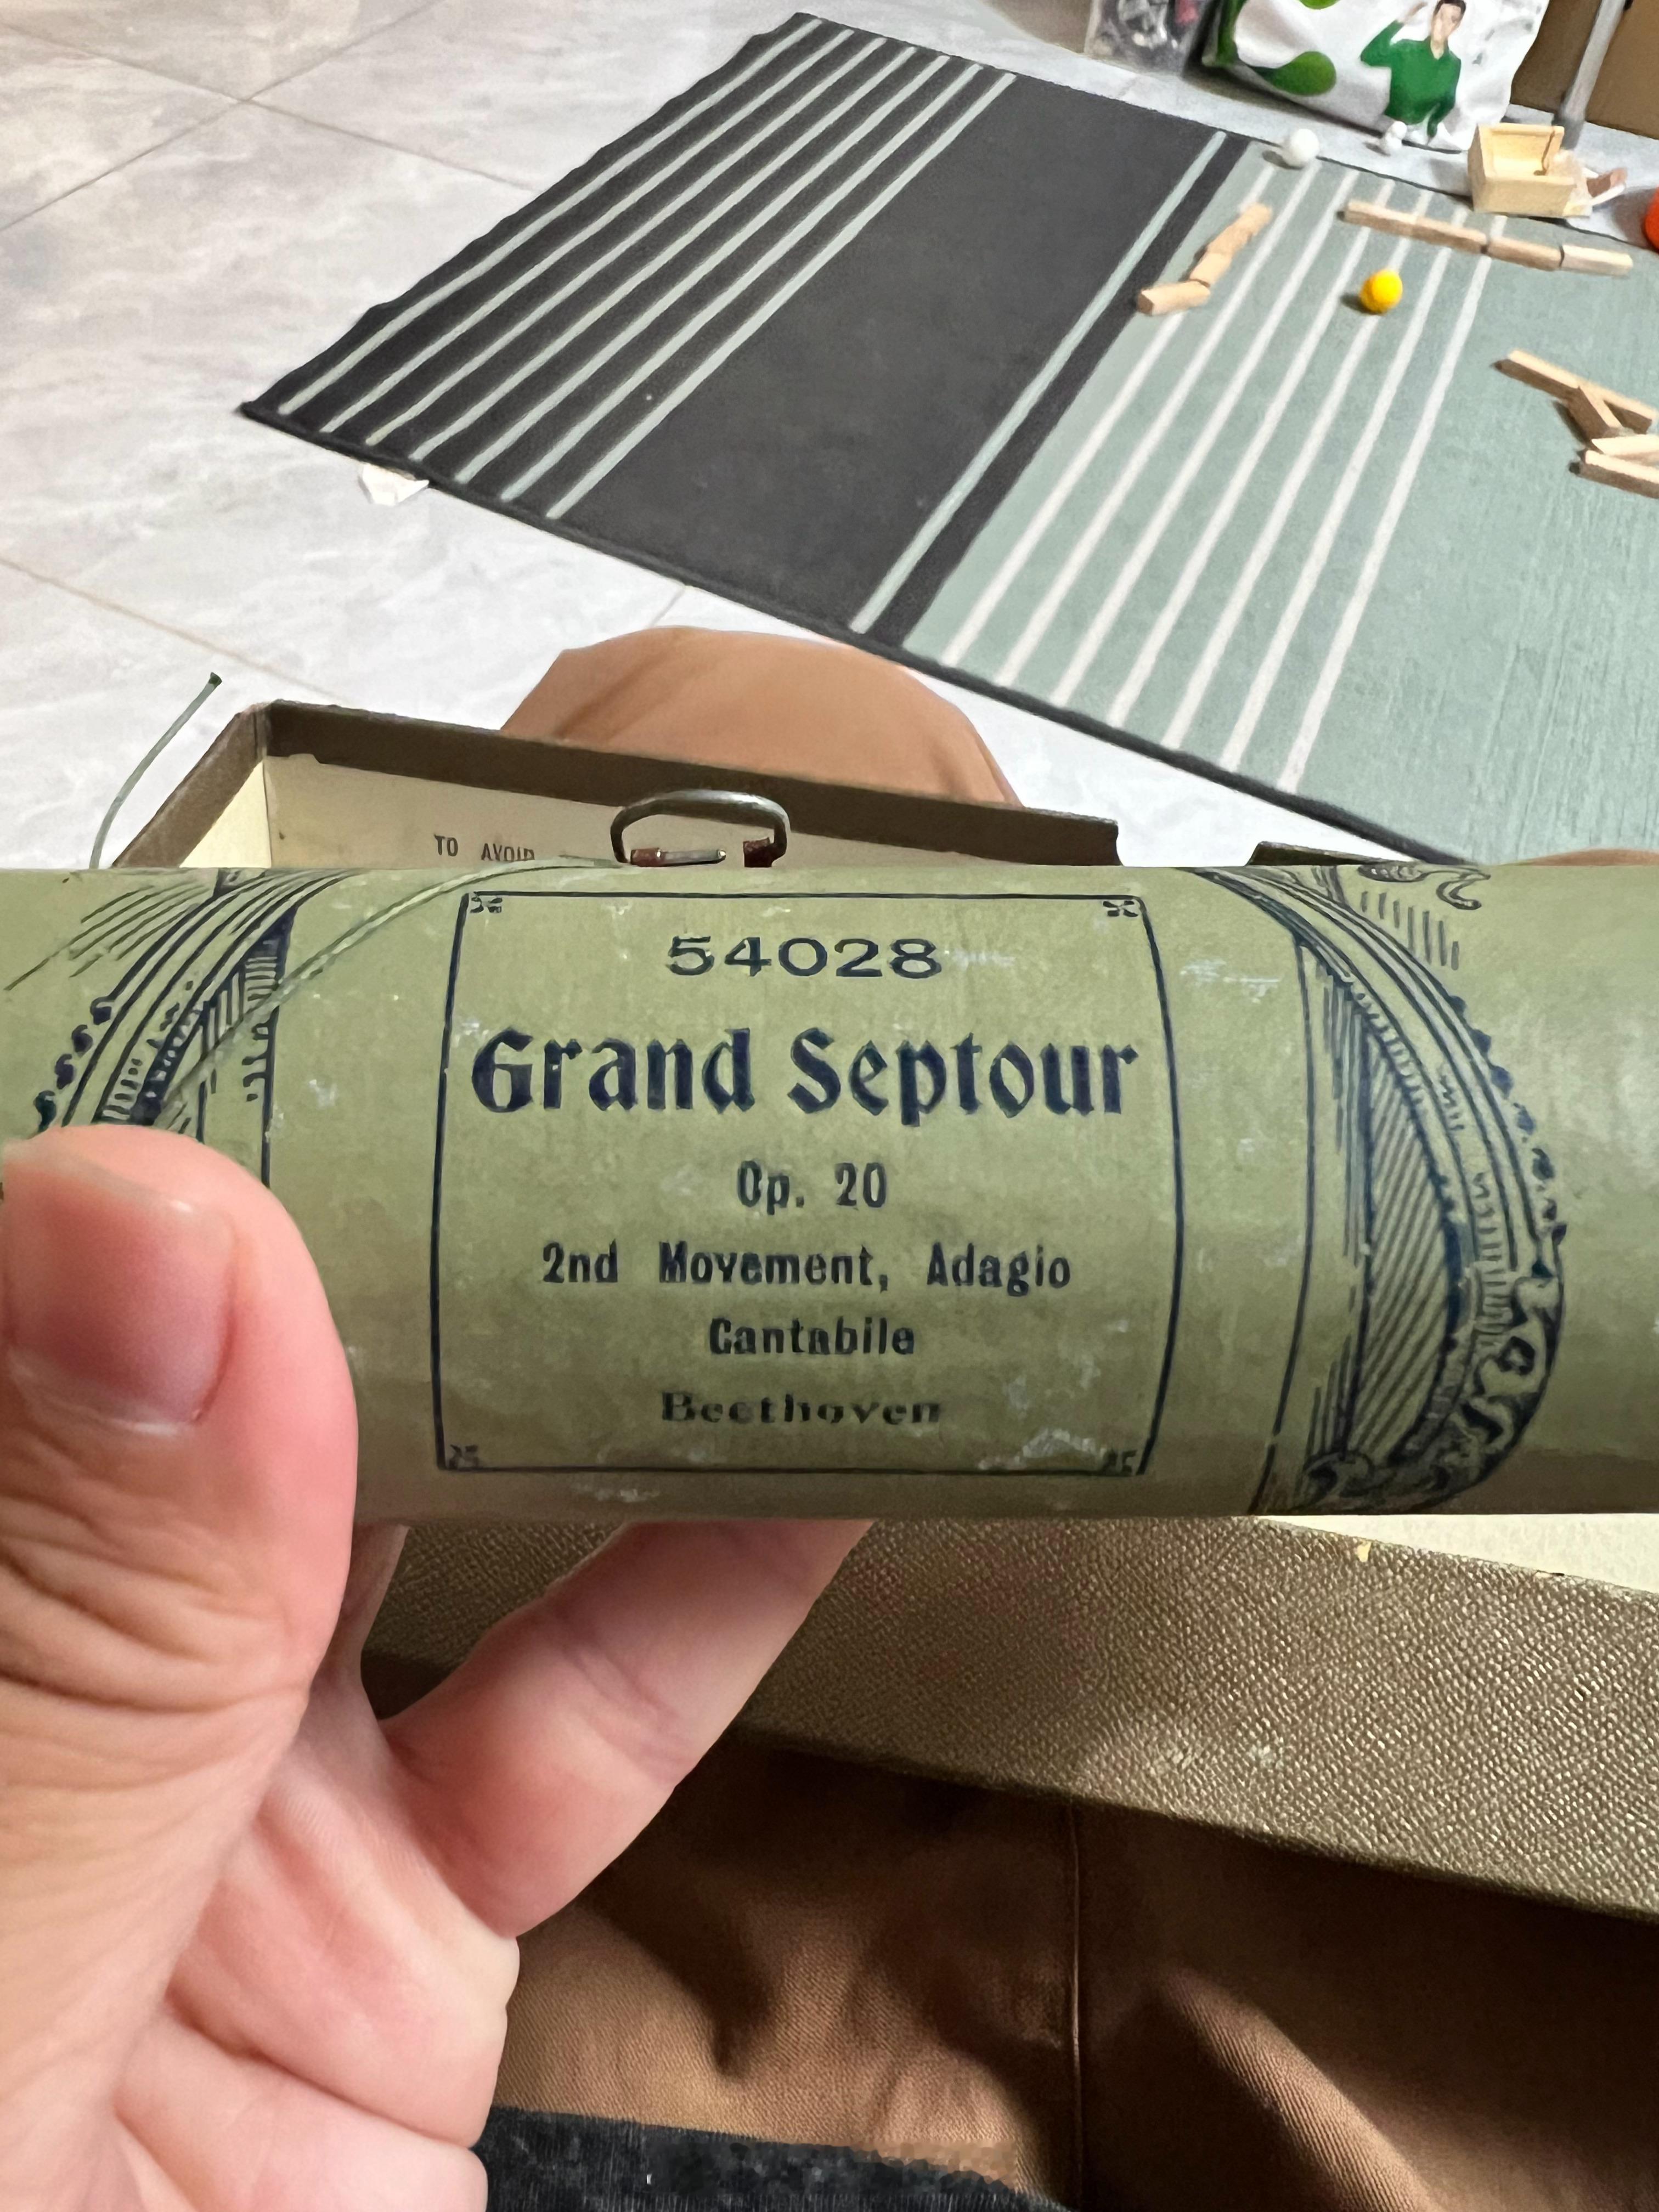 TO AVOID
54028
Grand Septour
Op. 20
2nd Movement, Adagio
Cantabile
Beethoven